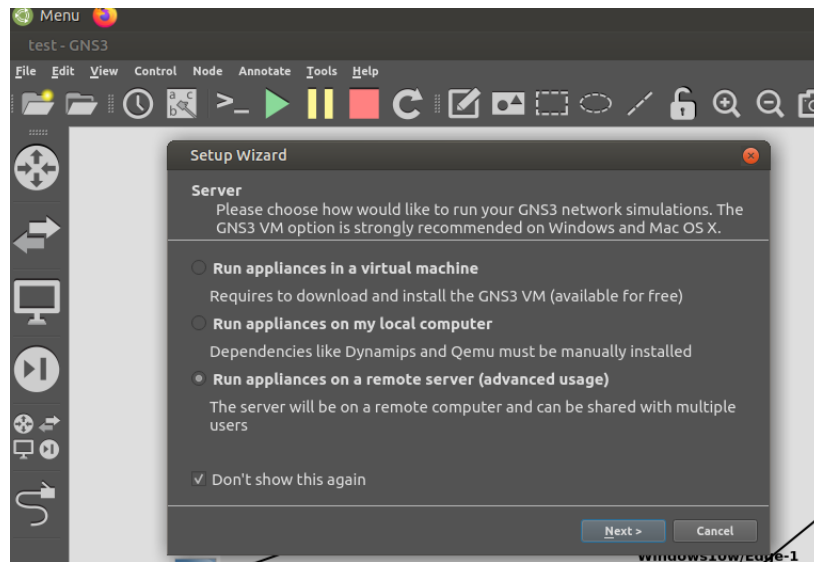 Menu
test - GNS3
File Edit View Control Node Annotate Tools Help
Setup Wizard
Server
Please choose how would like to run your GNS3 network simulations. The
GNS3 VM option is strongly recommended on Windows and Mac OS X.
Run appliances in a virtual machine
Requires to download and install the GNS3 VM (available for free)
Run appliances on my local computer
Dependencies like Dynamips and Qemu must be manually installed
Run appliances on a remote server (advanced usage)
The server will be on a remote computer and can be shared with multiple
users
Don't show this again
Next > Cancel
Windows10w/Edge-1